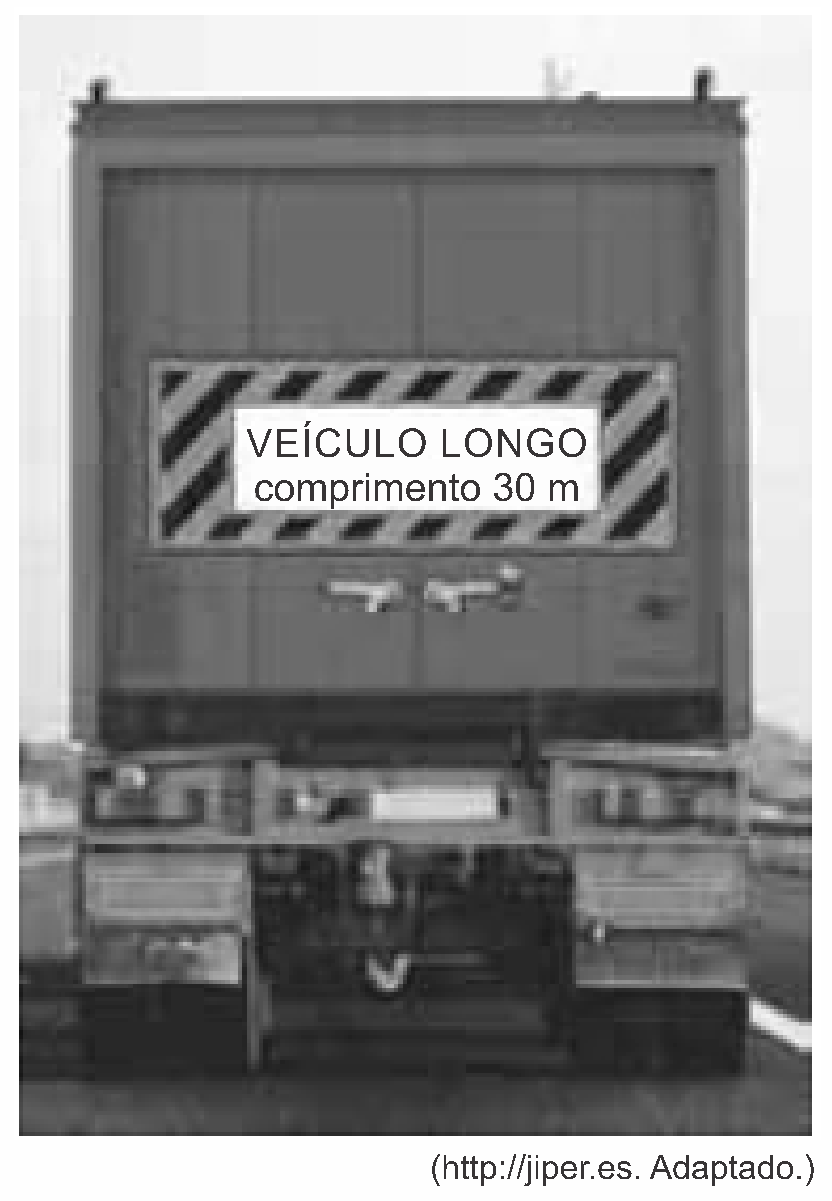 VEÍCULO LONGO
comprimento 30 m
(http://jiper.es. Adaptado.)